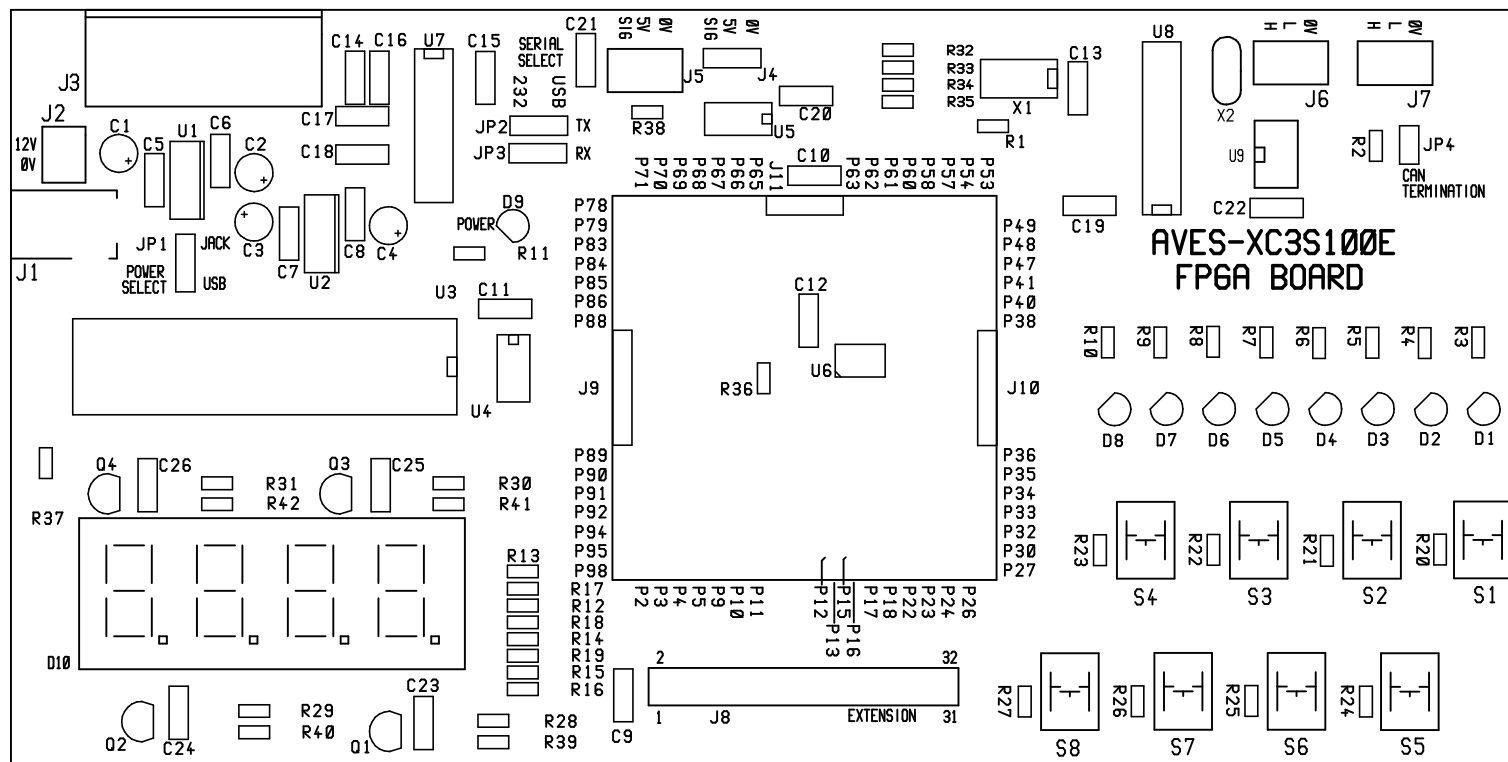 C21
SIG 5V 0V
SIG 5V 0V
C14 C16 U7 C15
SERIAL
SELECT
232 USB
J3
J5 J4
C20
R32
R33
R34
R35
X1
C13
U8
H L 0V
H L 0V
J6
J7
X2
J2
12V
0V
C1
C5
U1
C6
C2
C17
C18
JP2 TX
JP3 RX
R38
U5
R1
U9
R2
JP4
CAN
TERMINATION
C22
C19
J11
C10
P71 P70 P69 P68 P67 P66 P65
P63 P62 P61 P60 P58 P57 P54 P53
JP1 JACK
POWER
SELECT USB
J1
C3
C7
U2
C8
C4
D9
POWER
R11
AVES-XC3S100E
FPGA BOARD
P78
P79
P83
P84
P85
P86
P88
P49
P48
P47
P41
P40
P38
U3
C11
U4
C12
U6
R36
J9
J10
R10 R9 R8 R7 R6 R5 R4 R3
D8 D7 D6 D5 D4 D3 D2 D1
P89
P90
P91
P92
P94
P95
P98
P36
P35
P34
P33
P32
P30
P27
R37
Q4
C26
R31
R42
Q3
C25
R30
R41
D10
R13
R17
R12
R18
R14
R19
R15
R16
P2 P3 P4 P5 P9 P10 P11
P12 P15 P17 P18 P22 P23 P24 P26
P13 P16
R23 R22 R21 R20
S4 S3 S2 S1
2 32
1 J8 EXTENSION 31
C9
Q2
C24
R29
R40
Q1
C23
R28
R39
R27 R26 R25 R24
S8 S7 S6 S5